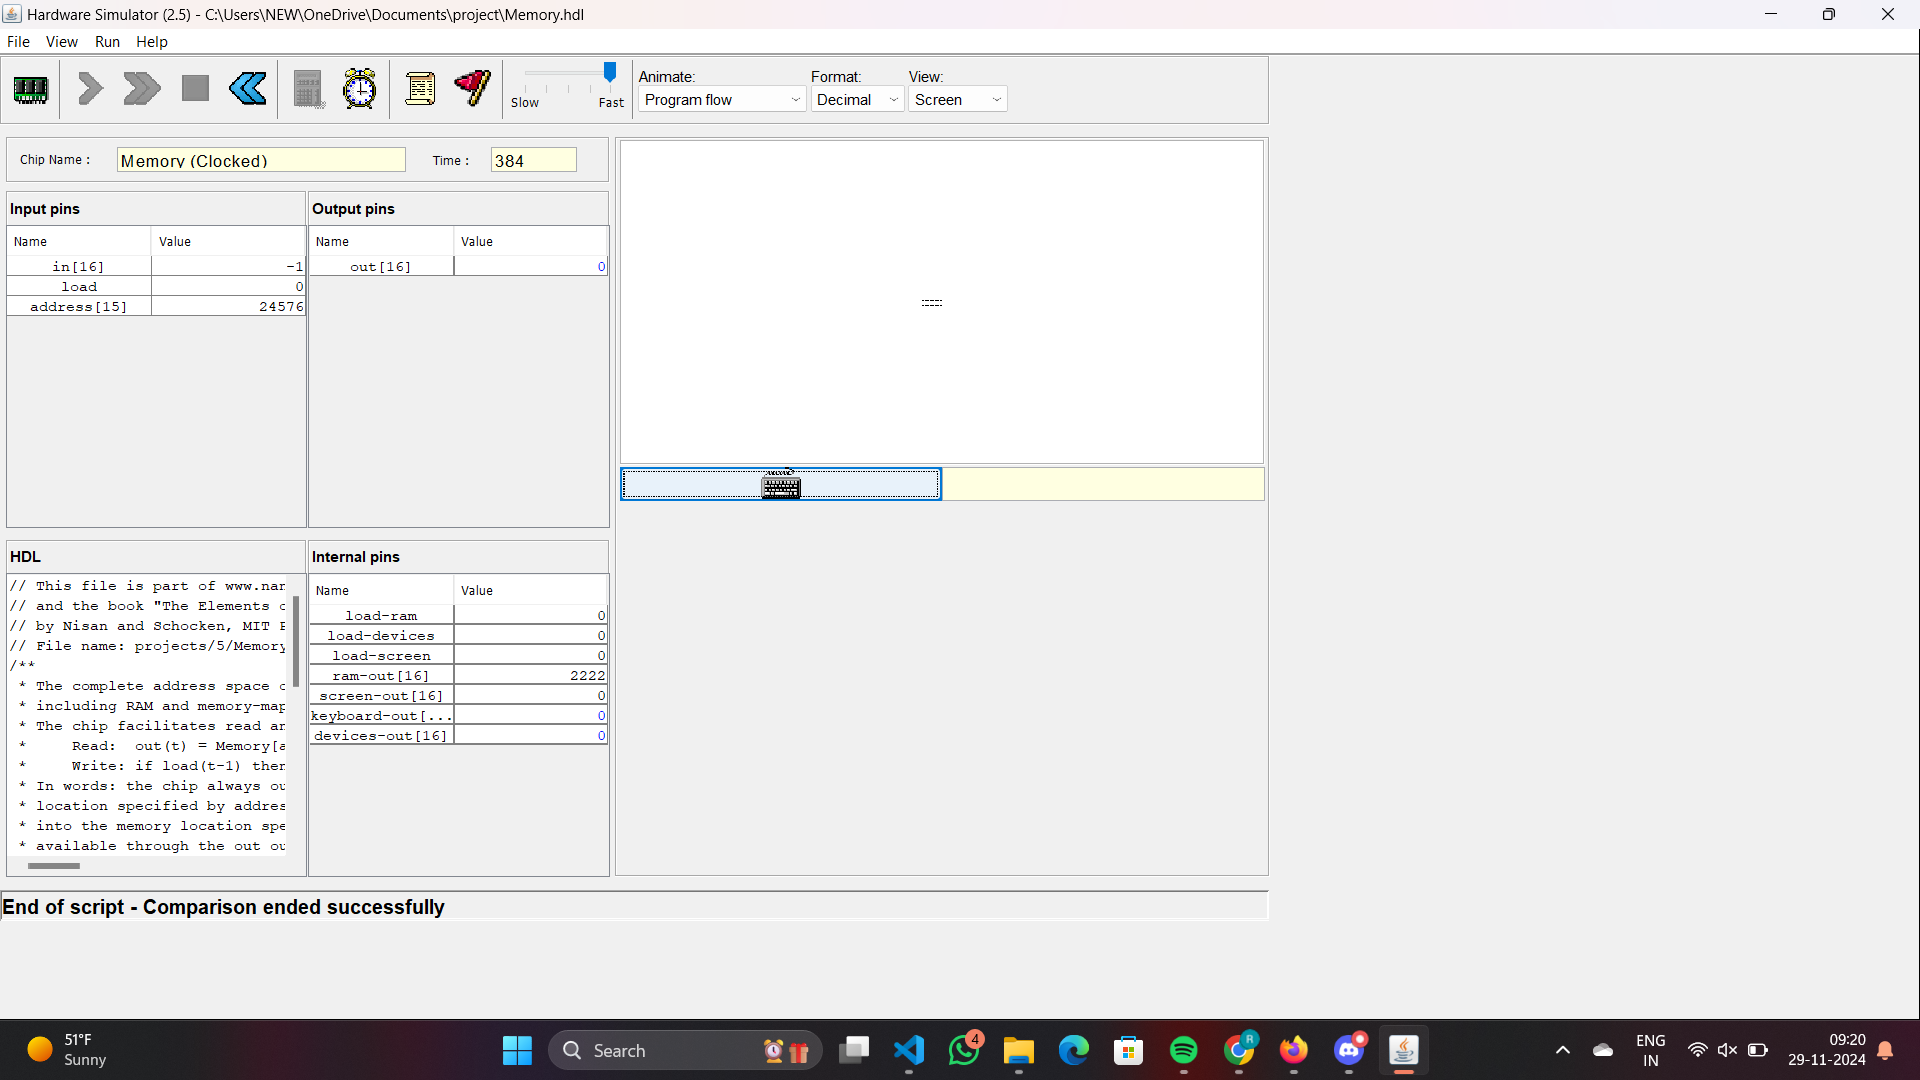 Hardware Simulator (2.5) - C:\Users\NEW\OneDrive\Documents\project\Memory.hdl
File View Run Help
Slow Fast
Animate: Format: View:
Program flow Decimal Screen
Chip Name : Memory (Clocked) Time : 384
Input pins
Name Value
in[16] -1
load 0
address[15] 24576
Output pins
Name Value
out[16] 0
HDL
// This file is part of www.nan
// and the book "The Elements o
// by Nisan and Schocken, MIT P
// File name: projects/5/Memory
/**
* The complete address space o
* including RAM and memory-map
* The chip facilitates read an
* Read: out(t) = Memory[a
* Write: if load(t-1) then
* In words: the chip always ou
* location specified by addres
* into the memory location spe
* available through the out ou
Internal pins
Name Value
load-ram 0
load-devices 0
load-screen 0
ram-out[16] 2222
screen-out[16] 0
keyboard-out[... 0
devices-out[16] 0
End of script - Comparison ended successfully
51°F
Sunny
Search
4
R
ENG
IN
09:20
29-11-2024